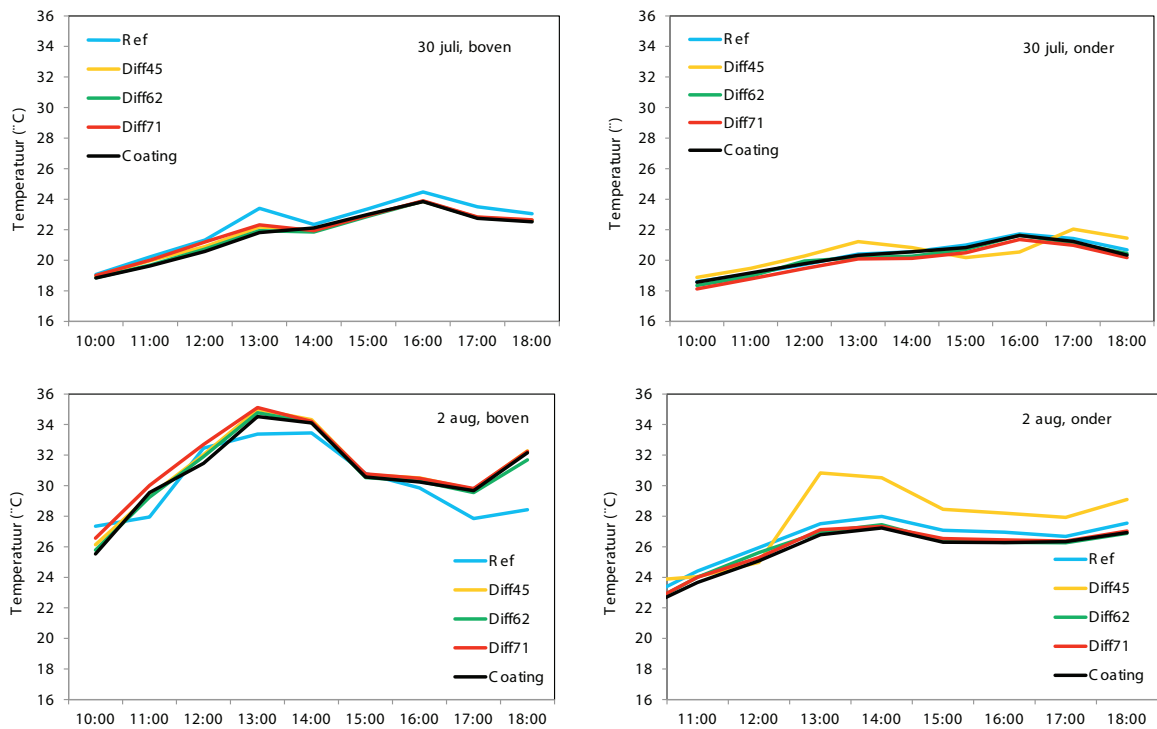 36
34
32
30
28
26
24
22
20
18
16
Temperatuur (¨C)
Ref
Diff45
Diff62
Diff71
Coating
30 juli, boven
10:00 11:00 12:00 13:00 14:00 15:00 16:00 17:00 18:00
36
34
32
30
28
26
24
22
20
18
16
Temperatuur (¨)
Ref
Diff45
Diff62
Diff71
Coating
30 juli, onder
10:00 11:00 12:00 13:00 14:00 15:00 16:00 17:00 18:00
36
34
32
30
28
26
24
22
20
18
16
Temperatuur (¨C)
2 aug, boven
Ref
Diff45
Diff62
Diff71
Coating
10:00 11:00 12:00 13:00 14:00 15:00 16:00 17:00 18:00
36
34
32
30
28
26
24
22
20
18
16
Temperatuur (¨C)
2 aug, onder
Ref
Diff45
Diff62
Diff71
Coating
11:00 12:00 13:00 14:00 15:00 16:00 17:00 18:00